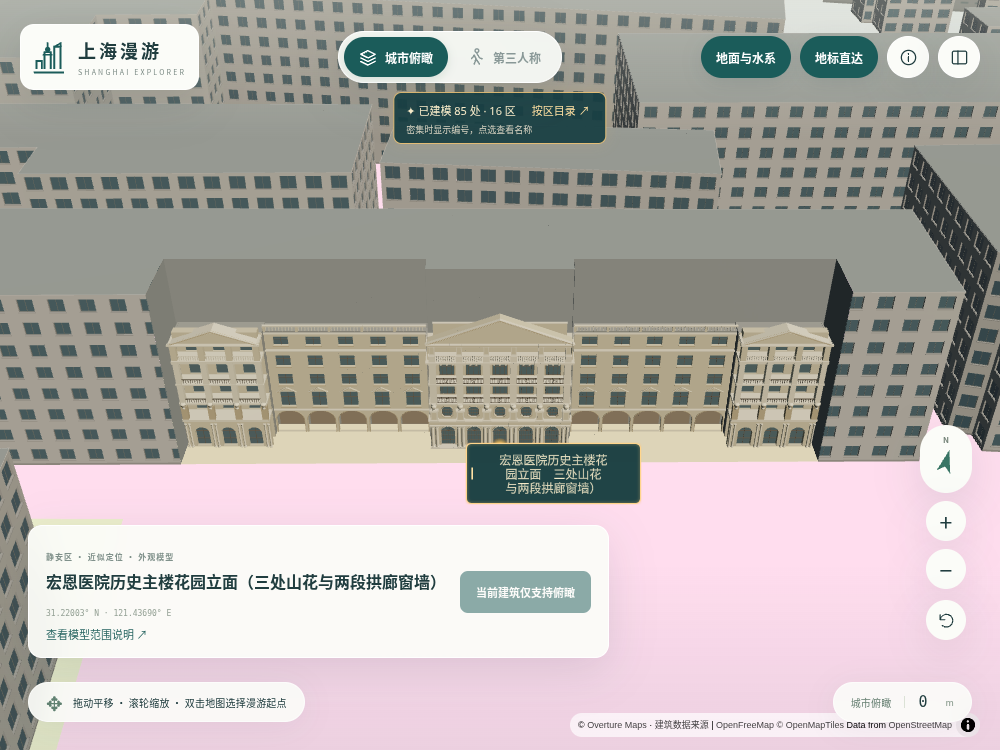 上海漫游
SHANGHAI EXPLORER
城市俯瞰
第三人称
地面与水系
地标直达
✦ 已建模 85 处 · 16 区 按区目录 ↗
密集时显示编号，点选查看名称
宏恩医院历史主楼花
园立面　三处山花
与两段拱廊窗墙）
N
+
−
静安区 · 近似定位 · 外观模型
宏恩医院历史主楼花园立面（三处山花与两段拱廊窗墙）
31.22003° N · 121.43690° E
查看模型范围说明 ↗
当前建筑仅支持俯瞰
拖动平移 · 滚轮缩放 · 双击地图选择漫游起点
城市俯瞰 0 m
© Overture Maps · 建筑数据来源 | OpenFreeMap © OpenMapTiles Data from OpenStreetMap